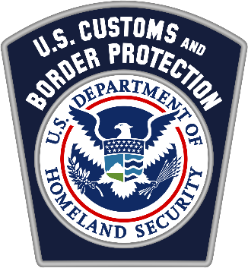 U.S. CUSTOMS AND
BORDER PROTECTION
U.S. DEPARTMENT OF
HOMELAND SECURITY